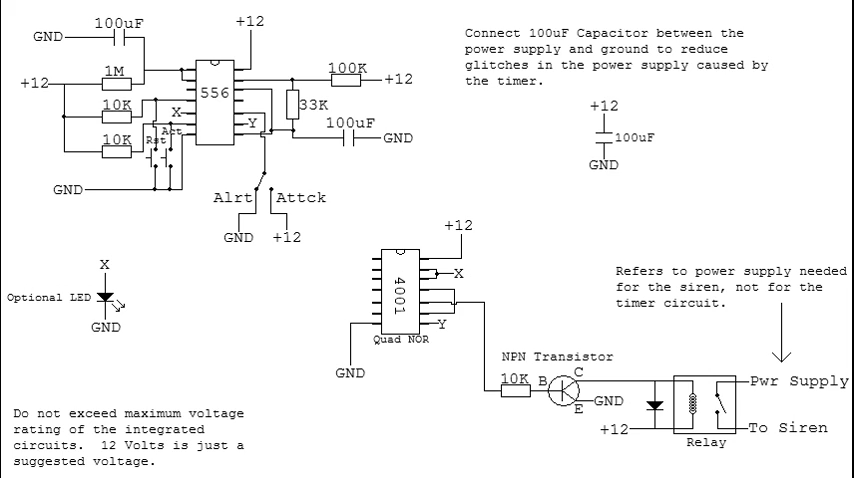 100uF
GND
+12
Connect 100uF Capacitor between the
power supply and ground to reduce
glitches in the power supply caused by
the timer.
1M
+12
556
100K
+12
10K
33K
X
Y
100uF
GND
Act
Rst
10K
+12
100uF
GND
GND
Alrt
Attck
GND
+12
+12
X
4001
X
Y
Quad NOR
GND
Optional LED
GND
Refers to power supply needed
for the siren, not for the
timer circuit.
NPN Transistor
10K
B
C
E
GND
+12
Pwr Supply
To Siren
Relay
Do not exceed maximum voltage
rating of the integrated
circuits.  12 Volts is just a
suggested voltage.